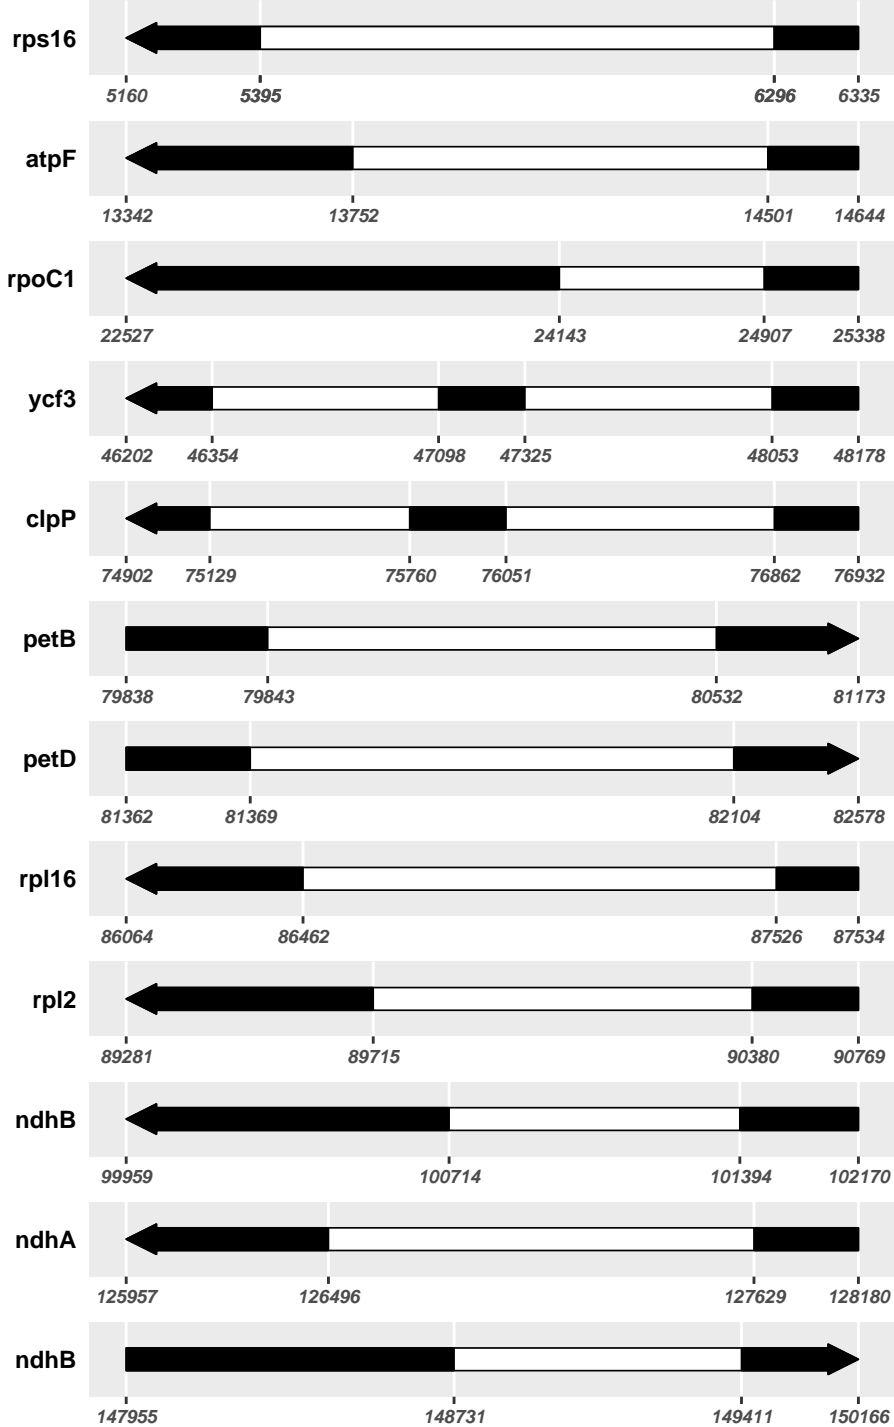 rps16
5160 5395 6296 6335
atpF
13342 13752 14501 14644
rpoC1
22527 24143 24907 25338
ycf3
46202 46354 47098 47325 48053 48178
clpP
74902 75129 75760 76051 76862 76932
petB
79838 79843 80532 81173
petD
81362 81369 82104 82578
rpl16
86064 86462 87526 87534
rpl2
89281 89715 90380 90769
ndhB
99959 100714 101394 102170
ndhA
125957 126496 127629 128180
ndhB
147955 148731 149411 150166